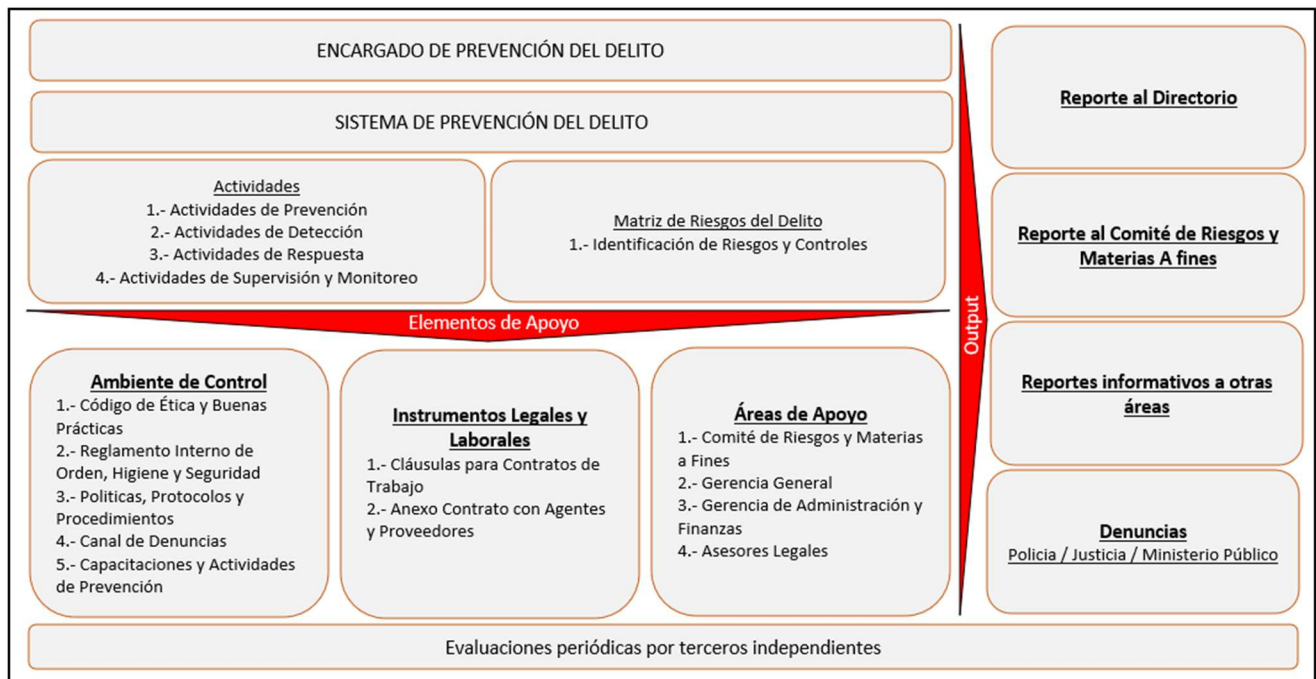 ENCARGADO DE PREVENCIÓN DEL DELITO
SISTEMA DE PREVENCIÓN DEL DELITO
Actividades
1.- Actividades de Prevención
2.- Actividades de Detección
3.- Actividades de Respuesta
4.- Actividades de Supervisión y Monitoreo
Matriz de Riesgos del Delito
1.- Identificación de Riesgos y Controles
Elementos de Apoyo
Ambiente de Control
1.- Código de Ética y Buenas
Prácticas
2.- Reglamento Interno de
Orden, Higiene y Seguridad
3.- Politicas, Protocolos y
Procedimientos
4.- Canal de Denuncias
5.- Capacitaciones y Actividades
de Prevención
Instrumentos Legales y
Laborales
1.- Cláusulas para Contratos de
Trabajo
2.- Anexo Contrato con Agentes
y Proveedores
Áreas de Apoyo
1.- Comité de Riesgos y Materias
a Fines
2.- Gerencia General
3.- Gerencia de Administración y
Finanzas
4.- Asesores Legales
Output
Reporte al Directorio
Reporte al Comité de Riesgos y
Materias A fines
Reportes informativos a otras
áreas
Denuncias
Policia / Justicia / Ministerio Público
Evaluaciones periódicas por terceros independientes